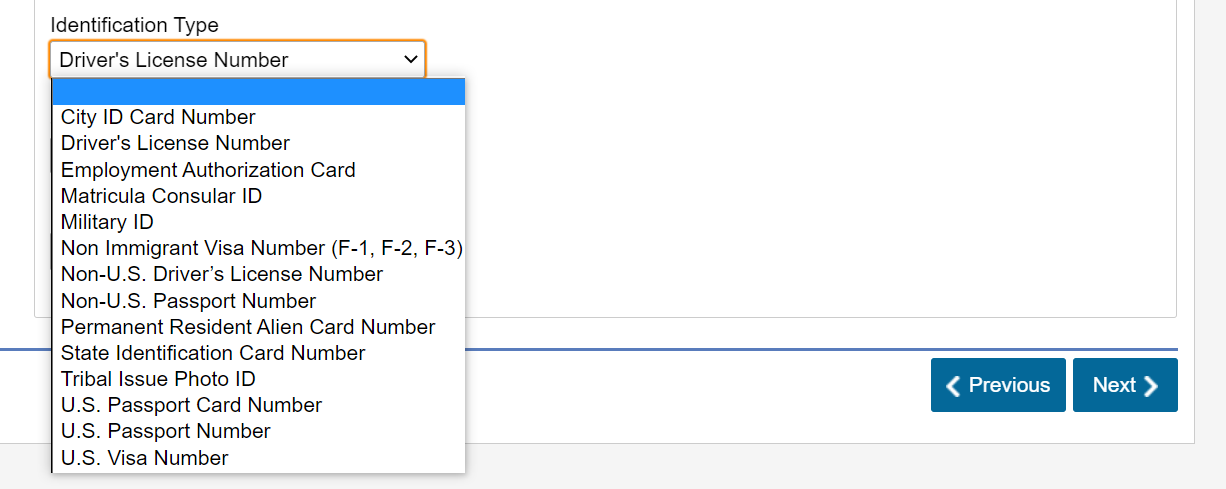 Identification Type
Driver's License Number
City ID Card Number
Driver's License Number
Employment Authorization Card
Matricula Consular ID
Military ID
Non Immigrant Visa Number (F-1, F-2, F-3)
Non-U.S. Driver’s License Number
Non-U.S. Passport Number
Permanent Resident Alien Card Number
State Identification Card Number
Tribal Issue Photo ID
U.S. Passport Card Number
U.S. Passport Number
U.S. Visa Number
Previous
Next